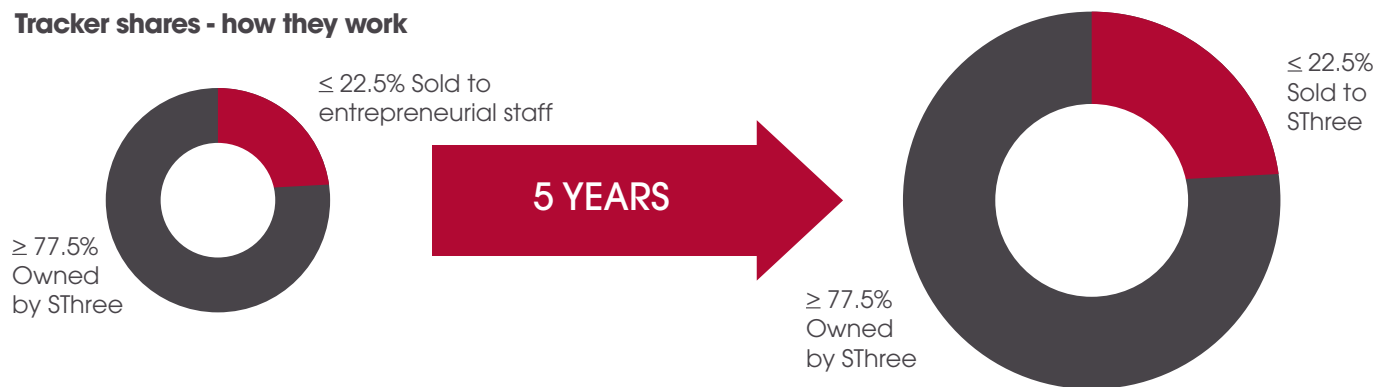 Tracker shares - how they work
≤ 22.5% Sold to
entrepreneurial staff
≥ 77.5%
Owned
by SThree
5 YEARS
≤ 22.5%
Sold to
SThree
≥ 77.5%
Owned
by SThree